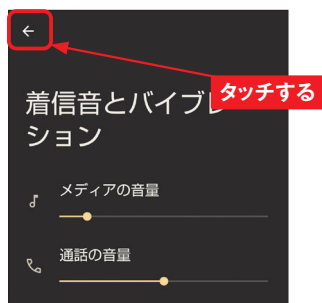 タッチする
着信音とバイブレ
ション
メディアの音量
通話の音量